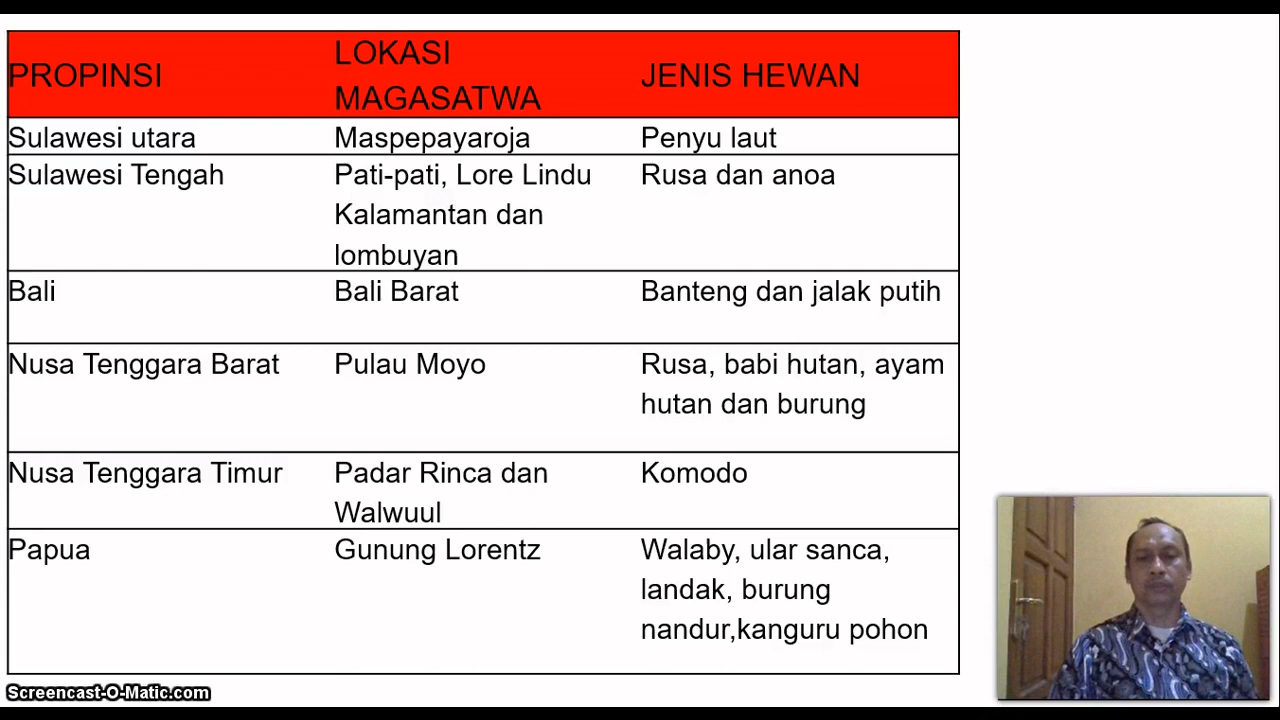 PROPINSI
LOKASI
MAGASATWA
JENIS HEWAN
Sulawesi utara
Maspepayaroja
Penyu laut
Sulawesi Tengah
Pati-pati, Lore Lindu
Kalamantan dan
lombuyan
Rusa dan anoa
Bali
Bali Barat
Banteng dan jalak putih
Nusa Tenggara Barat
Pulau Moyo
Rusa, babi hutan, ayam
hutan dan burung
Nusa Tenggara Timur
Padar Rinca dan
Walwuul
Komodo
Papua
Gunung Lorentz
Walaby, ular sanca,
landak, burung
nandur,kanguru pohon
Screencast-O-Matic.com